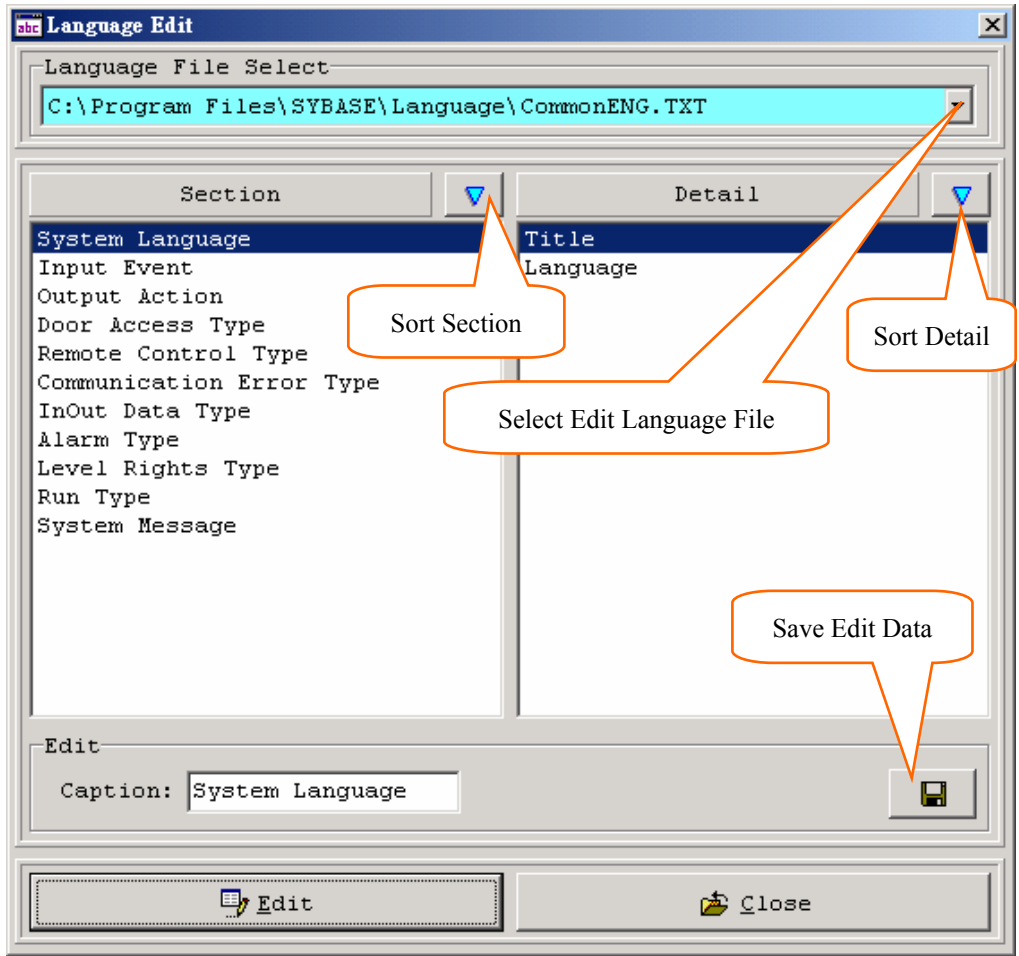 abc Language Edit
Language File Select
C:\Program Files\SYBASE\Language\CommonENG.TXT
Section
Detail
System Language
Input Event
Output Action
Door Access Type
Remote Control Type
Communication Error Type
InOut Data Type
Alarm Type
Level Rights Type
Run Type
System Message
Title
Language
Sort Section
Sort Detail
Select Edit Language File
Save Edit Data
Edit
Caption: System Language
Edit
Close